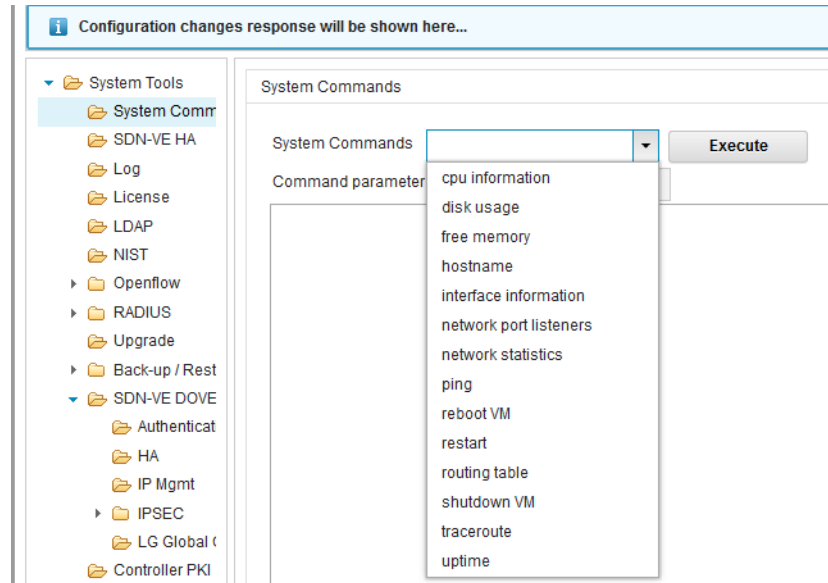 Configuration changes response will be shown here...
System Tools
System Comm
SDN-VE HA
Log
License
LDAP
NIST
Openflow
RADIUS
Upgrade
Back-up / Rest
SDN-VE DOVE
Authenticat
HA
IP Mgmt
IPSEC
LG Global
Controller PKI
System Commands
System Commands
Execute
Command parameter
cpu information
disk usage
free memory
hostname
interface information
network port listeners
network statistics
ping
reboot VM
restart
routing table
shutdown VM
traceroute
uptime